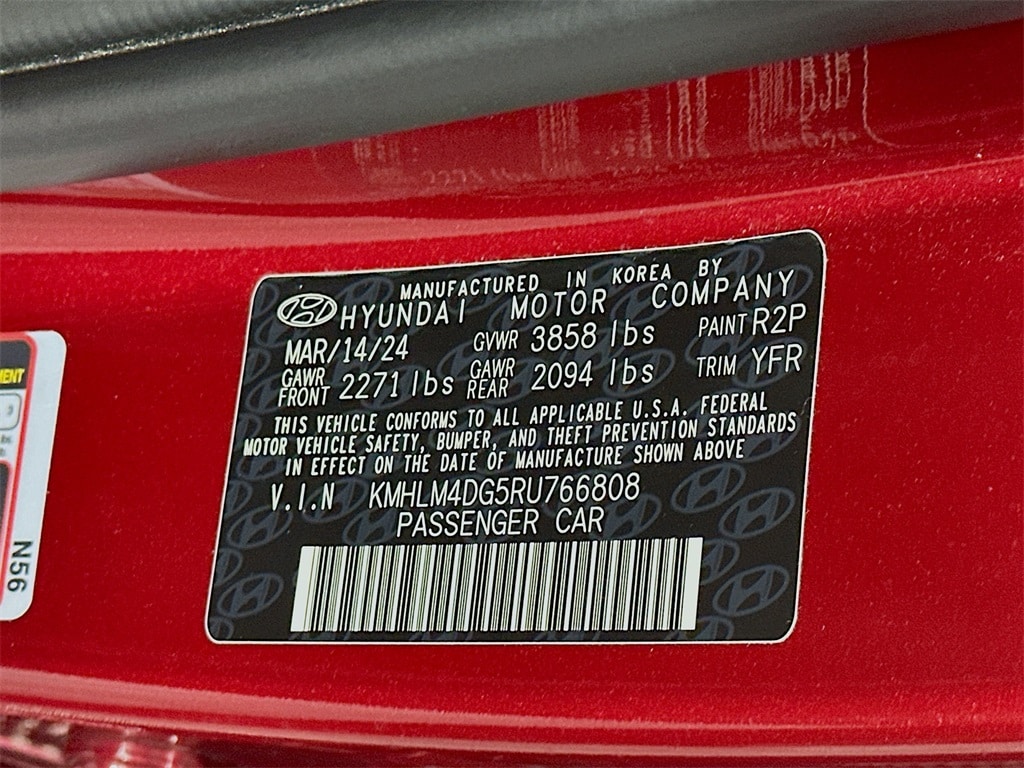 MANUFACTURED IN KOREA BY
HYUNDAI MOTOR COMPANY
MAR/14/24 GVWR 3858 lbs PAINT R2P
GAWR FRONT 2271 lbs GAWR REAR 2094 lbs TRIM YFR
THIS VEHICLE CONFORMS TO ALL APPLICABLE U.S.A. FEDERAL
MOTOR VEHICLE SAFETY, BUMPER, AND THEFT PREVENTION STANDARDS
IN EFFECT ON THE DATE OF MANUFACTURE SHOWN ABOVE
V.I.N KMHLM4DG5RU766808
PASSENGER CAR
N56